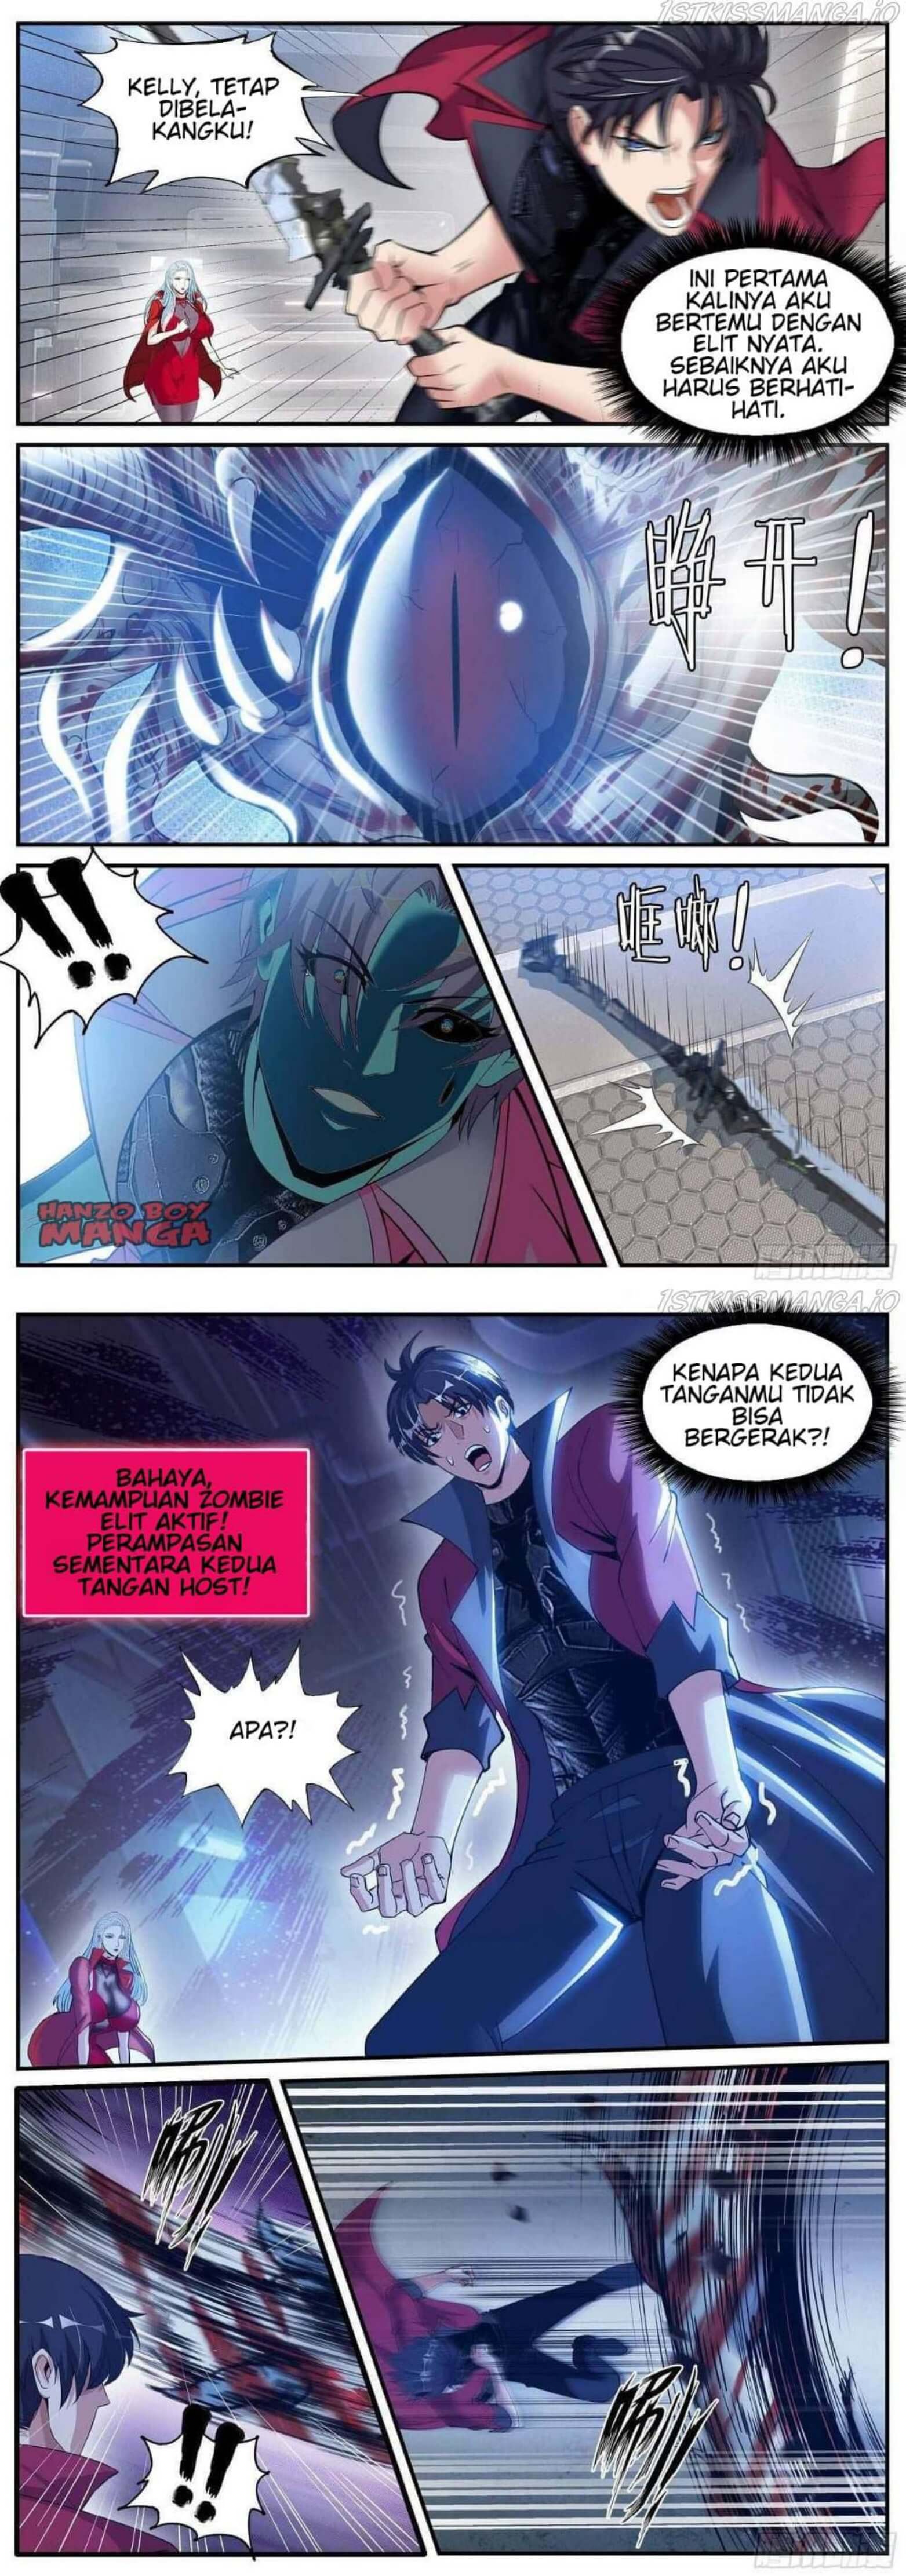 1STKISSMANGA.IO
KELLY, TETAP
DIBELA-
KANGKU!
INI PERTAMA
KALINYA AKU
BERTEMU DENGAN
ELIT NYATA.
SEBAIKNYA AKU
HARUS BERHATI-
HATI.
睁开!
!!
哐啷!
HANZO BOY
MANGA
1STKISSMANGA.IO
KENAPA KEDUA
TANGANMU TIDAK
BISA
BERGERAK?!
BAHAYA,
KEMAMPUAN ZOMBIE
ELIT AKTIF!
PERAMPASAN
SEMENTARA KEDUA
TANGAN HOST!
APA?!
!!